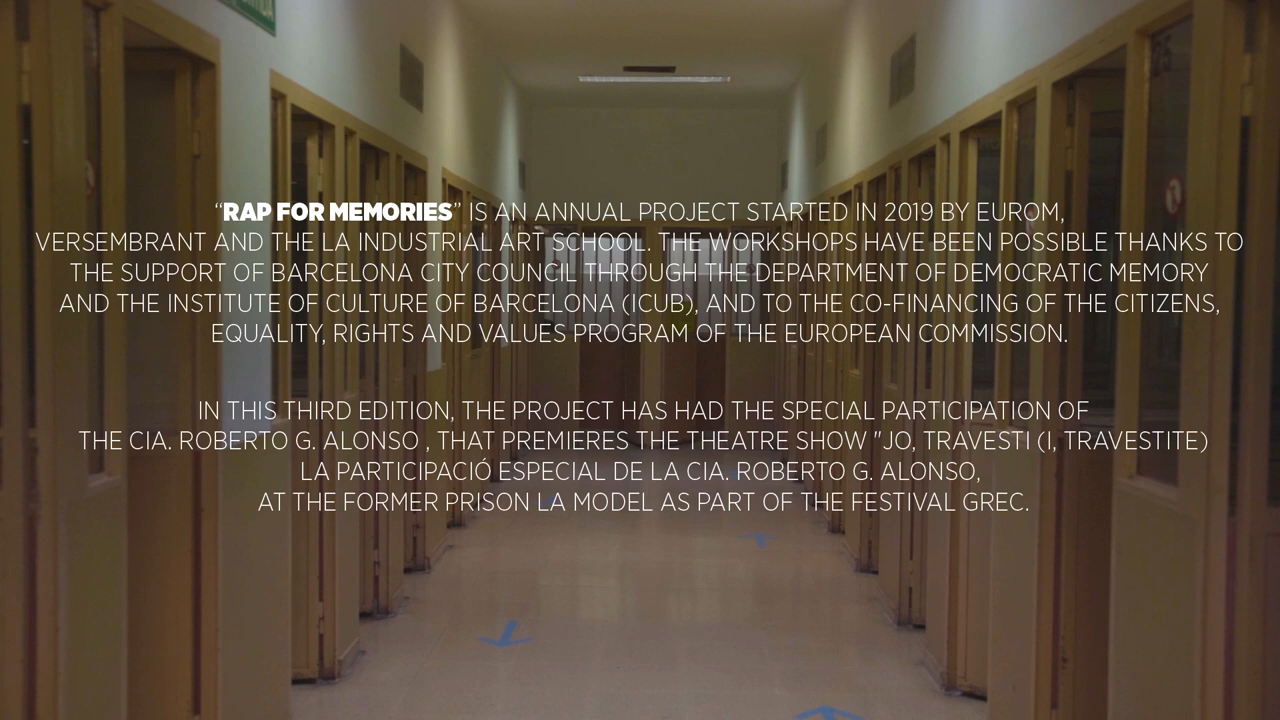 “RAP FOR MEMORIES” IS AN ANNUAL PROJECT STARTED IN 2019 BY EUROM,
VERSEMBRANT AND THE LA INDUSTRIAL ART SCHOOL. THE WORKSHOPS HAVE BEEN POSSIBLE THANKS TO
THE SUPPORT OF BARCELONA CITY COUNCIL THROUGH THE DEPARTMENT OF DEMOCRATIC MEMORY
AND THE INSTITUTE OF CULTURE OF BARCELONA (ICUB), AND TO THE CO-FINANCING OF THE CITIZENS,
EQUALITY, RIGHTS AND VALUES PROGRAM OF THE EUROPEAN COMMISSION.
IN THIS THIRD EDITION, THE PROJECT HAS HAD THE SPECIAL PARTICIPATION OF
THE CIA. ROBERTO G. ALONSO , THAT PREMIERES THE THEATRE SHOW "JO, TRAVESTI (I, TRAVESTITE)
LA PARTICIPACIÓ ESPECIAL DE LA CIA. ROBERTO G. ALONSO,
AT THE FORMER PRISON LA MODEL AS PART OF THE FESTIVAL GREC.